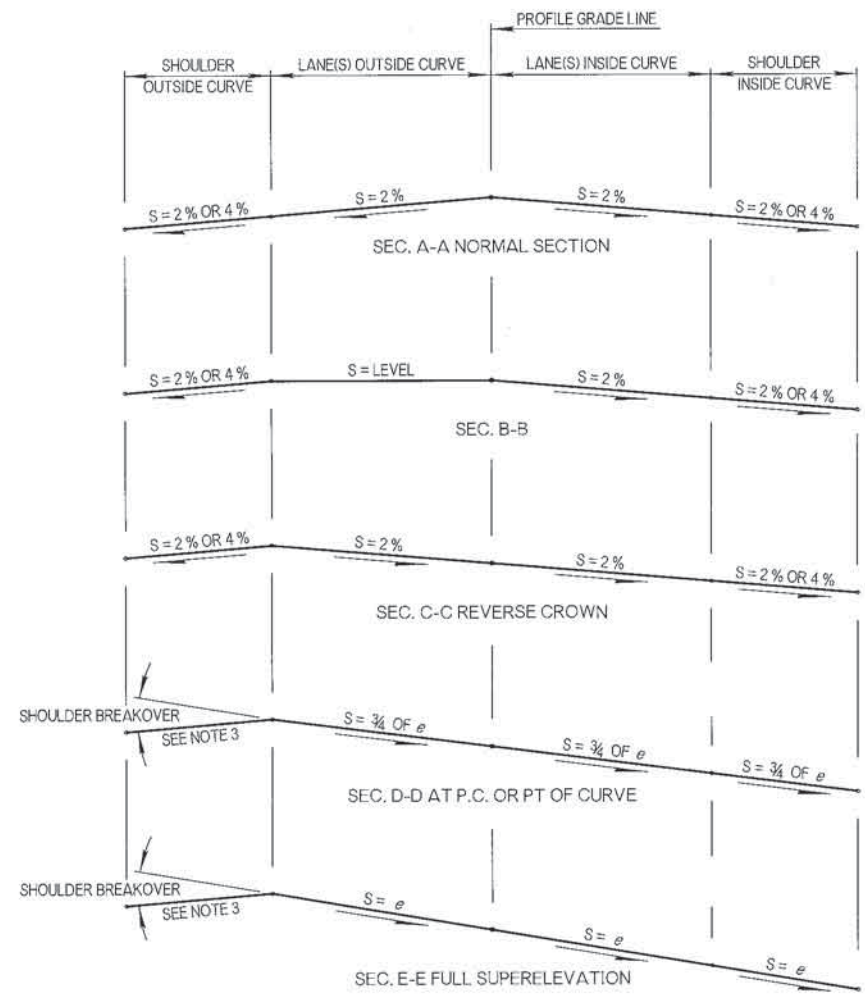 PROFILE GRADE LINE
SHOULDER OUTSIDE CURVE
LANE(S) OUTSIDE CURVE
LANE(S) INSIDE CURVE
SHOULDER INSIDE CURVE
S = 2 % OR 4 %
S = 2 %
S = 2 %
S = 2 % OR 4 %
SEC. A-A NORMAL SECTION
S = 2 % OR 4 %
S = LEVEL
S = 2 %
S = 2 % OR 4 %
SEC. B-B
S = 2 % OR 4 %
S = 2 %
S = 2 %
S = 2 % OR 4 %
SEC. C-C REVERSE CROWN
SHOULDER BREAKOVER
SEE NOTE 3
S = ¾ OF e
S = ¾ OF e
S = ¾ OF e
SEC. D-D AT P.C. OR PT OF CURVE
SHOULDER BREAKOVER
SEE NOTE 3
S = e
S = e
S = e
SEC. E-E FULL SUPERELEVATION